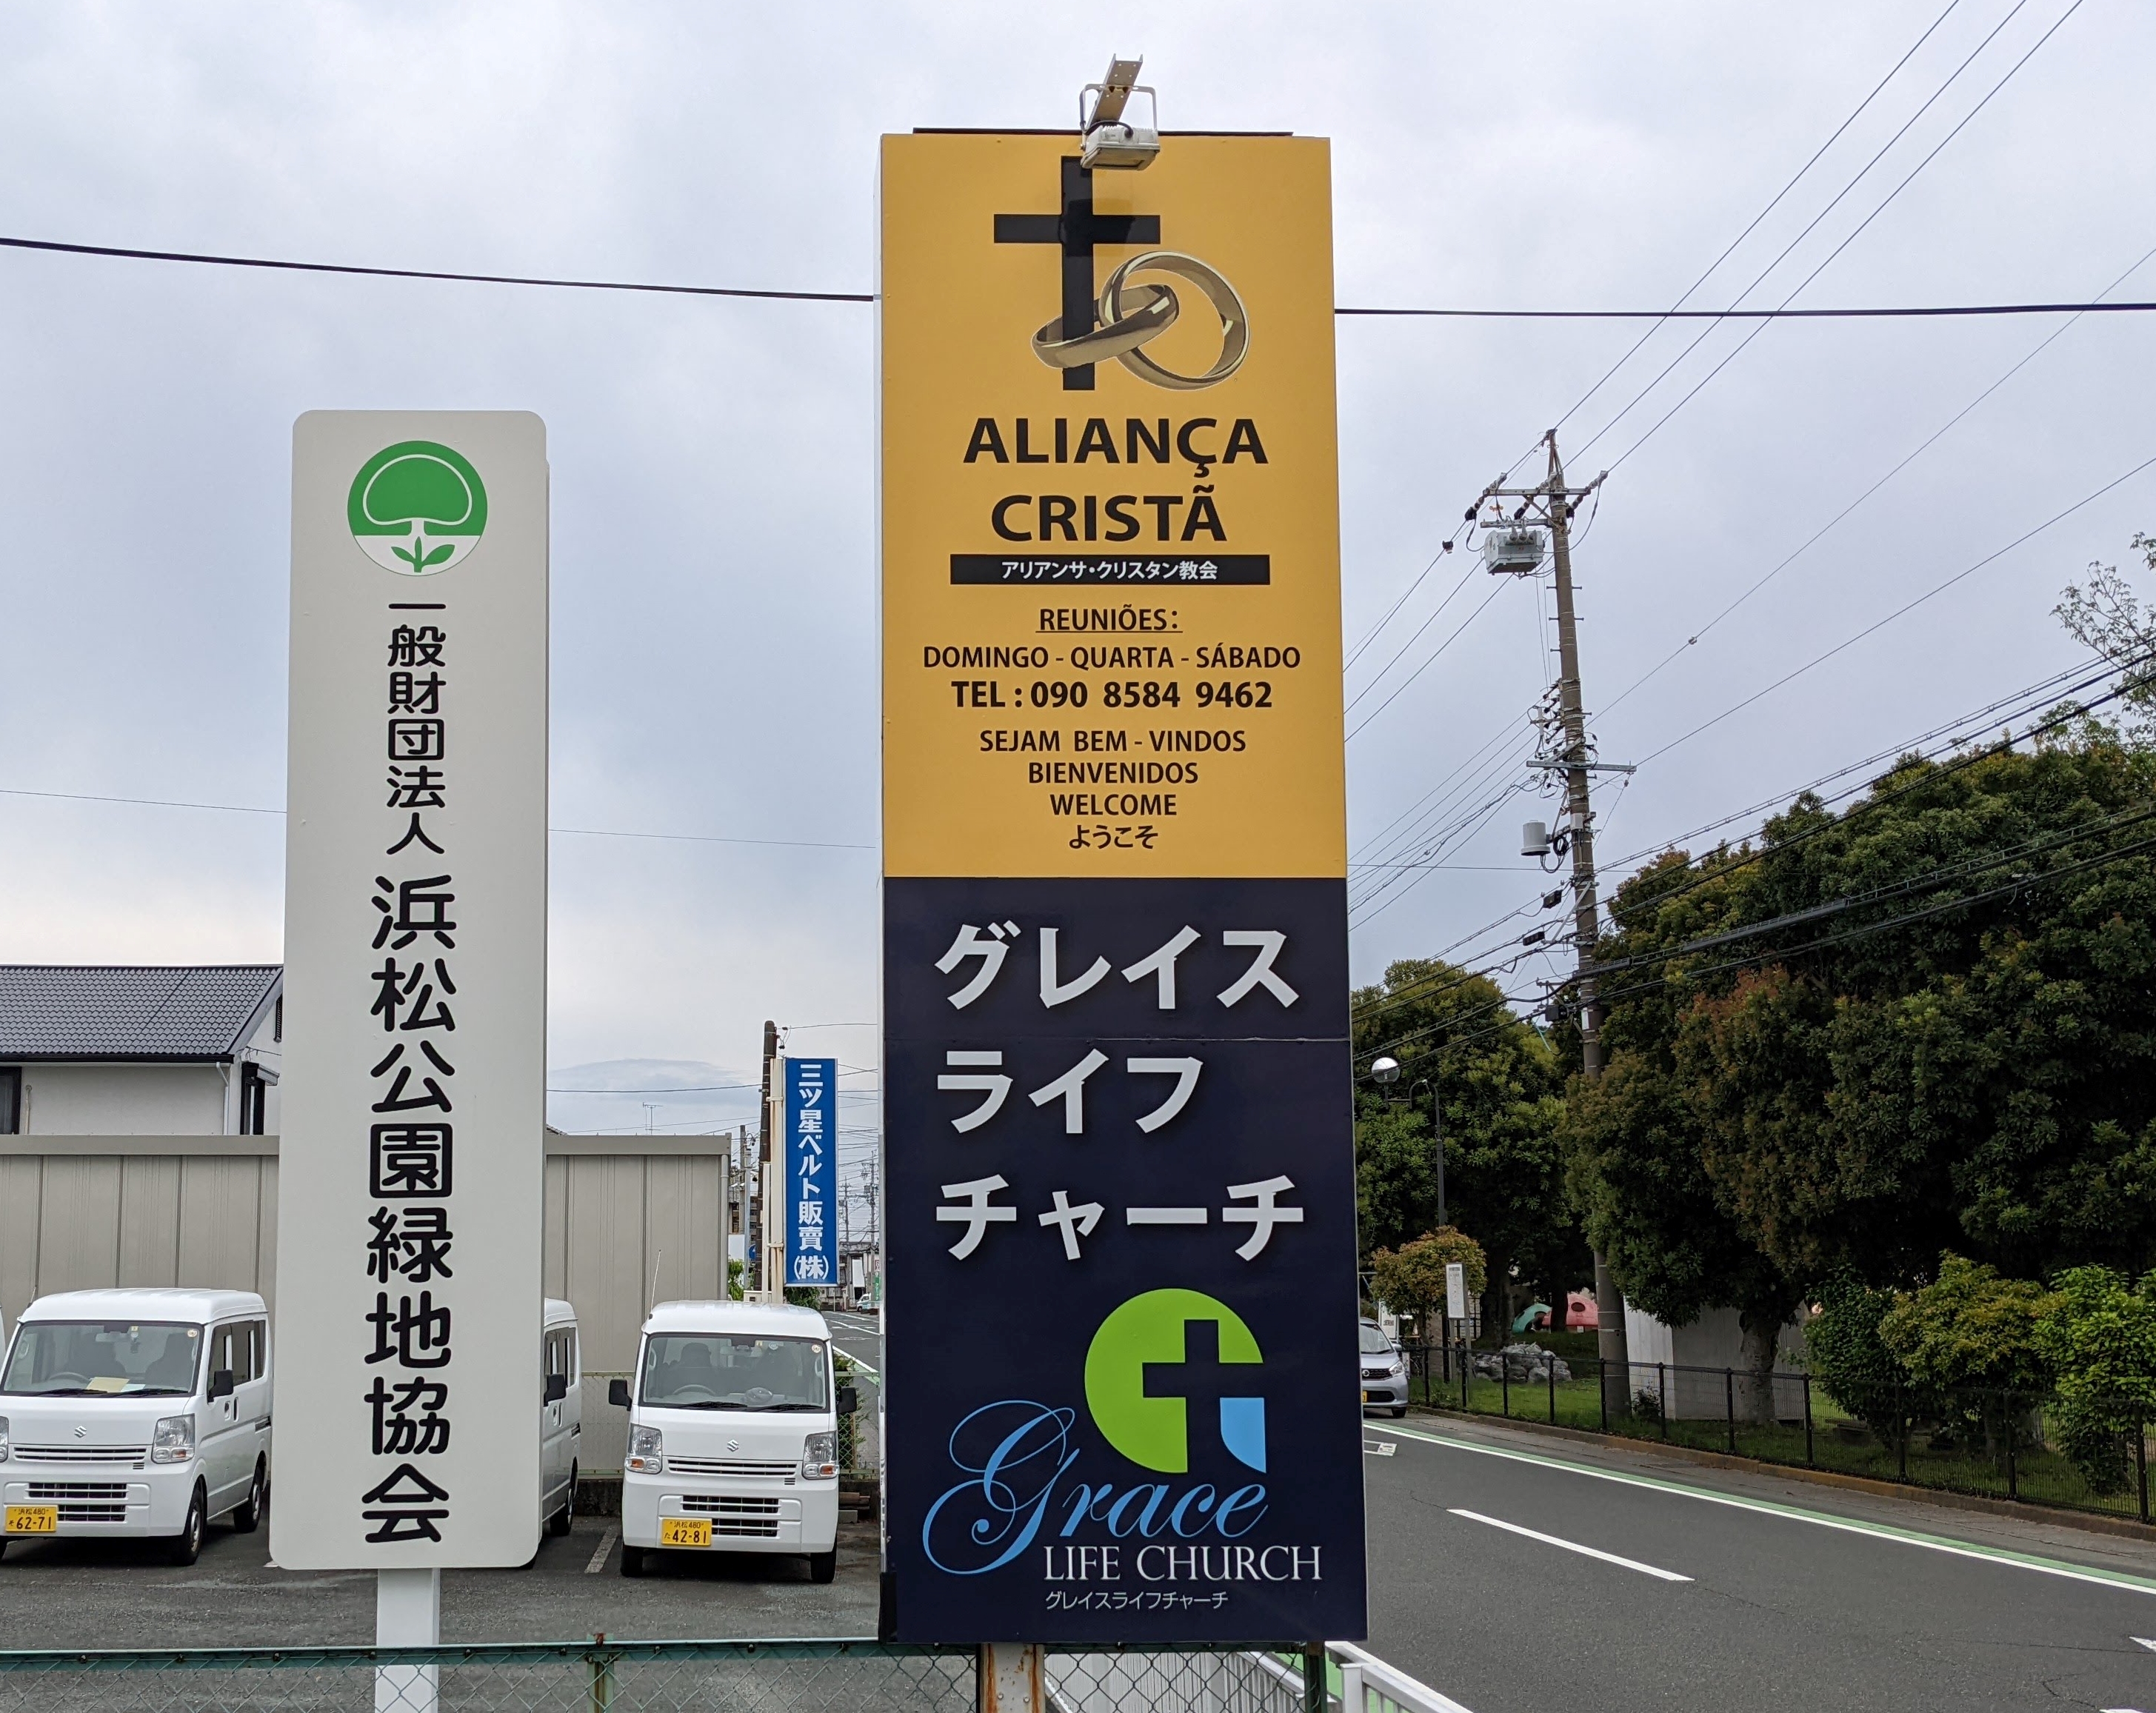 一般財団法人 浜松公園緑地協会
三ツ星ベルト販賣(株)
ALIANÇA
CRISTÃ
アリアンサ・クリスタン教会
REUNIÕES:
DOMINGO - QUARTA - SÁBADO
TEL : 090 8584 9462
SEJAM BEM - VINDOS
BIENVENIDOS
WELCOME
ようこそ
グレイス
ライフ
チャーチ
Grace
LIFE CHURCH
グレイスライフチャーチ
浜松480
そ 62-71
浜松480
た 42-81